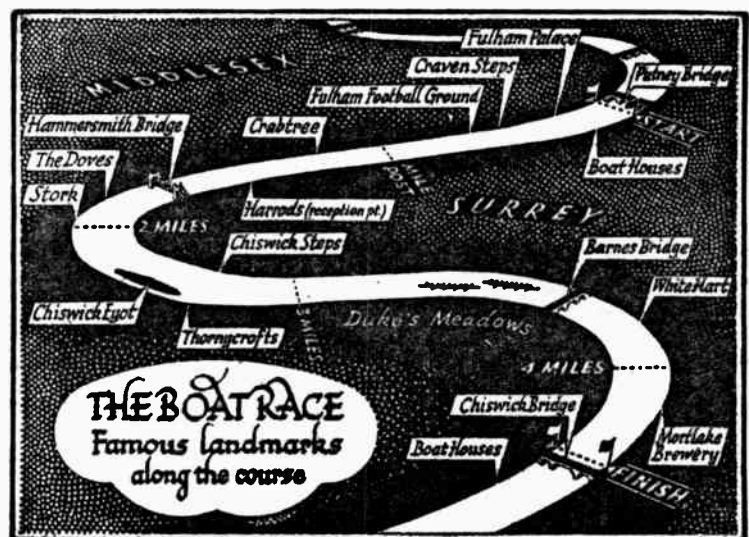 Fulham Palace
MIDDLESEX
Craven Steps
Putney Bridge
Fulham Football Ground
START
Hammersmith Bridge
Crabtree
The Doves
MILE
POST
Boat Houses
Stork
Harrods (reception pt.)
SURREY
2 MILES
Chiswick Steps
Barnes Bridge
White Hart
Chiswick Eyot
Duke's Meadows
Thornycrofts
3 MILES
4 MILES
THE BOAT RACE
Famous landmarks
along the course
Chiswick Bridge
Boat Houses
Mortlake
Brewery
FINISH